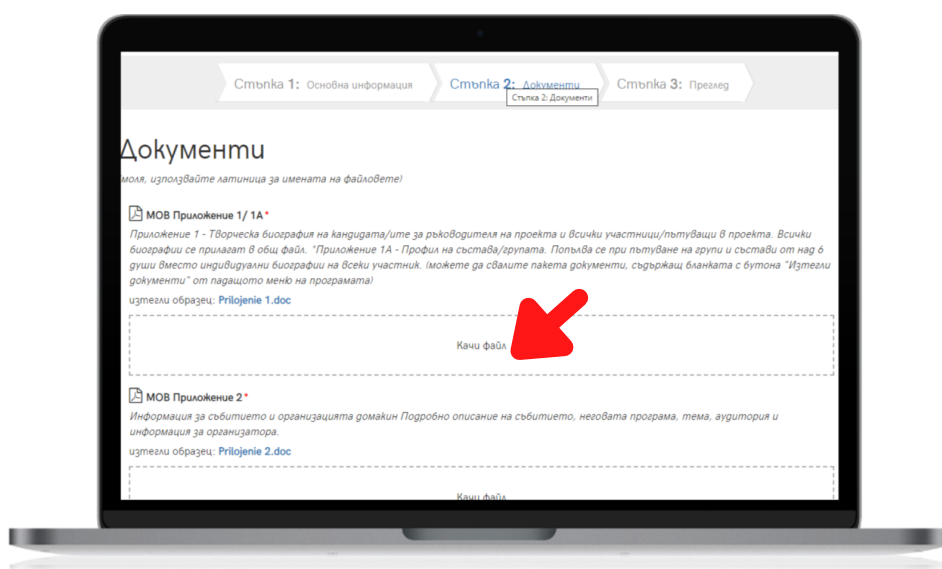 Стъпка 1: Основна информация
Стъпка 2: Документи
Стъпка 3: Преглед
Стъпка 2: Документи
Документи
моля, използвайте латиница за имената на файловете)
МОВ Приложение 1/ 1А*
Приложение 1 - Творческа биография на кандидата/ите за ръководителя на проекта и всички участници/пътуващи в проекта. Всички
биографии се прилагат в общ файл. "Приложение 1А - Профил на състава/групата. Попълва се при пътуване на групи и състави от над 6
души вместо индивидуални биографии на всеки участник. (можете да свалите пакета документи, съдържащ бланката с бутона "Изтегли
документи" от падащото меню на програмата)
изтегли образец: Prilojenie 1.doc
Качи файл
МОВ Приложение 2*
Информация за събитието и организацията домакин Подробно описание на събитието, неговата програма, тема, аудитория и
информация за организатора.
изтегли образец: Prilojenie 2.doc
Качи файл